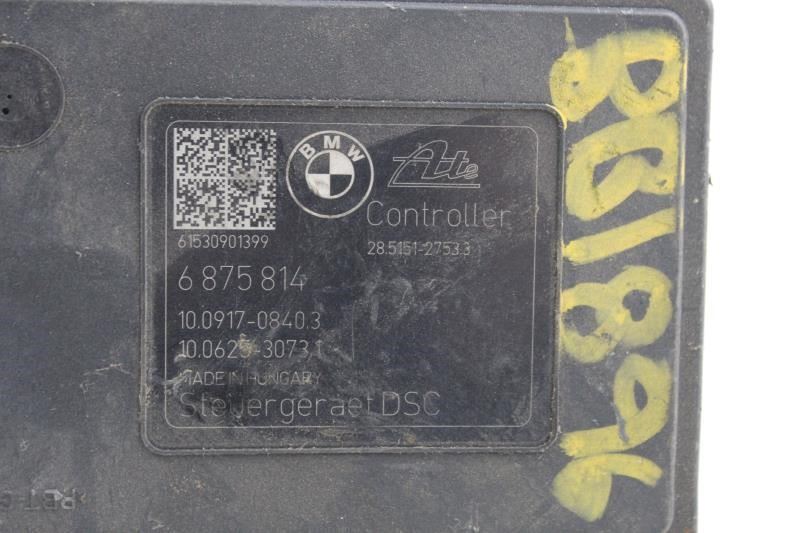 BMW
Ate
Controller
61530901399
28.5151-2753.3
6 875 814
10.0917-0840.3
10.0625-3073.1
MADE IN HUNGARY
Steuergeraet DSC
BB1896